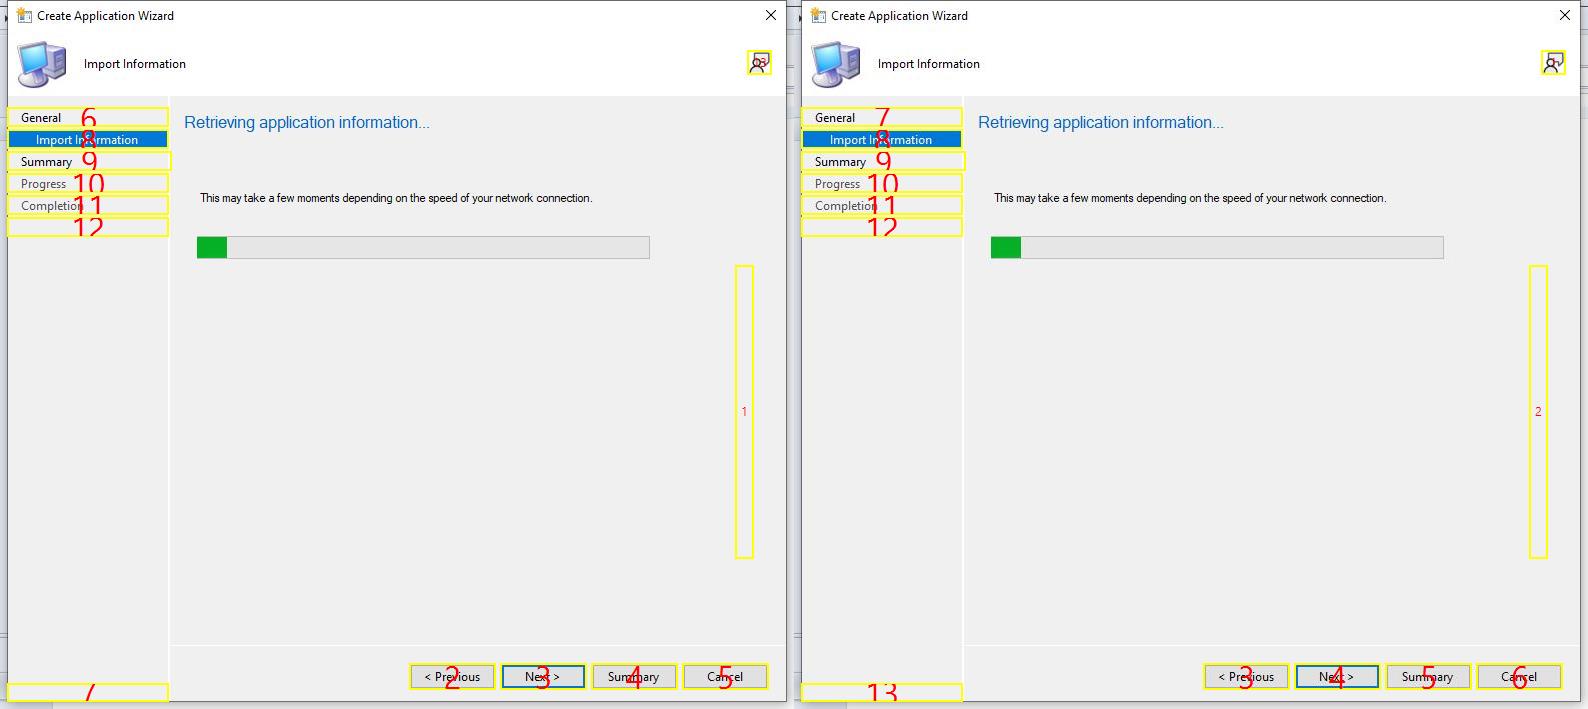 Create Application Wizard
Import Information
13
General 6
Import Information 8
Summary 9
Progress 10
Completion 11
12
Retrieving application information...
This may take a few moments depending on the speed of your network connection.
1
< Previous 2
Next > 3
Summary 4
Cancel 5
7
Create Application Wizard
Import Information
General 7
Import Information 8
Summary 9
Progress 10
Completion 11
12
Retrieving application information...
This may take a few moments depending on the speed of your network connection.
2
< Previous 3
Next > 4
Summary 5
Cancel 6
13